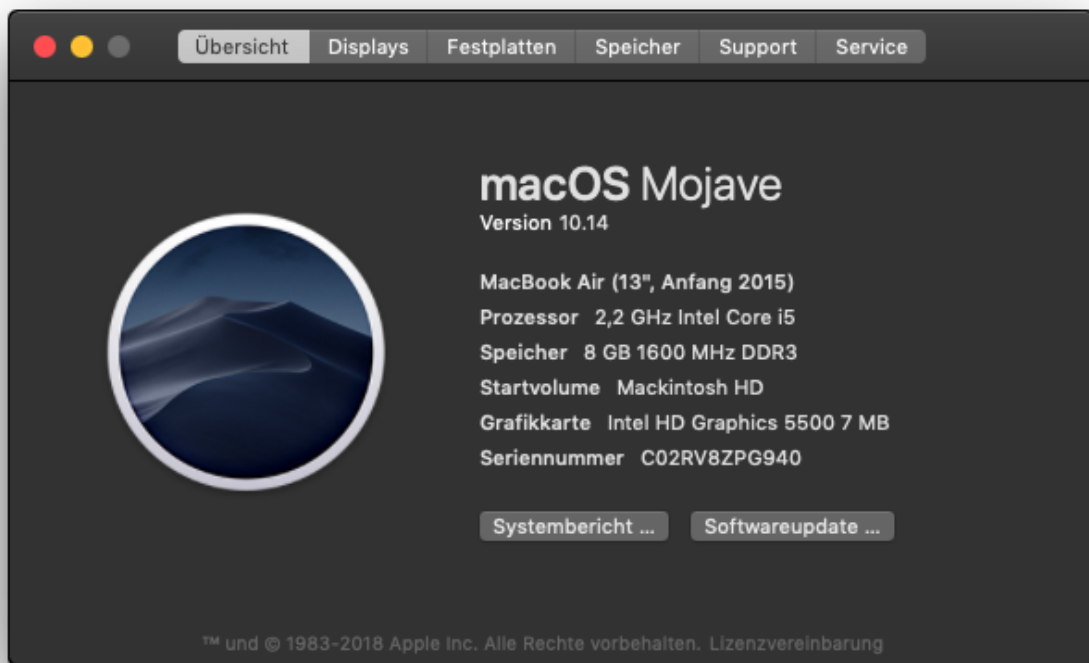 Übersicht Displays Festplatten Speicher Support Service
macOS Mojave
Version 10.14
MacBook Air (13", Anfang 2015)
Prozessor 2,2 GHz Intel Core i5
Speicher 8 GB 1600 MHz DDR3
Startvolume Mackintosh HD
Grafikkarte Intel HD Graphics 5500 7 MB
Seriennummer C02RV8ZPG940
Systembericht ... Softwareupdate ...
™ und © 1983-2018 Apple Inc. Alle Rechte vorbehalten. Lizenzvereinbarung